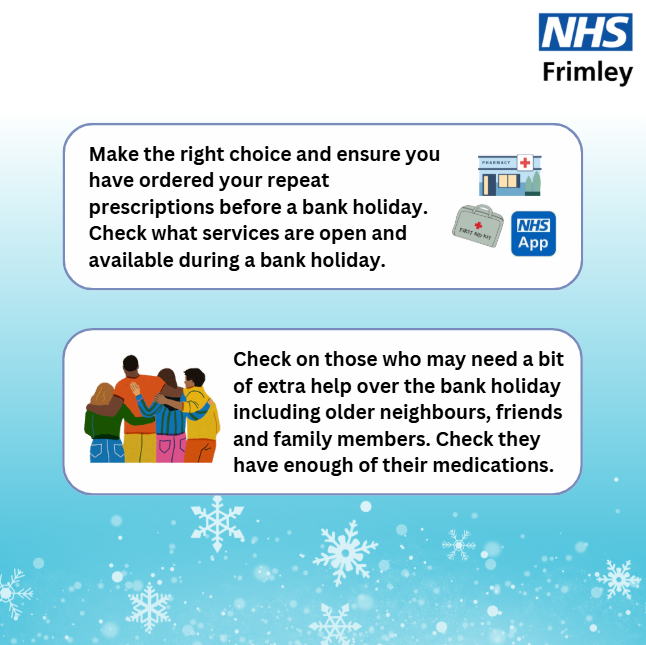 NHS
Frimley
Make the right choice and ensure you
have ordered your repeat
prescriptions before a bank holiday.
Check what services are open and
available during a bank holiday.
PHARMACY
FIRST AID KIT
NHS
App
Check on those who may need a bit
of extra help over the bank holiday
including older neighbours, friends
and family members. Check they
have enough of their medications.